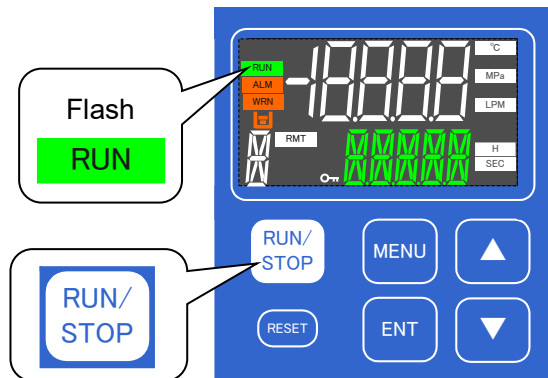 Flash
RUN
RUN
ALM
WRN
RMT
°C
MPa
LPM
H
SEC
RUN/
STOP
RUN/
STOP
MENU
RESET
ENT